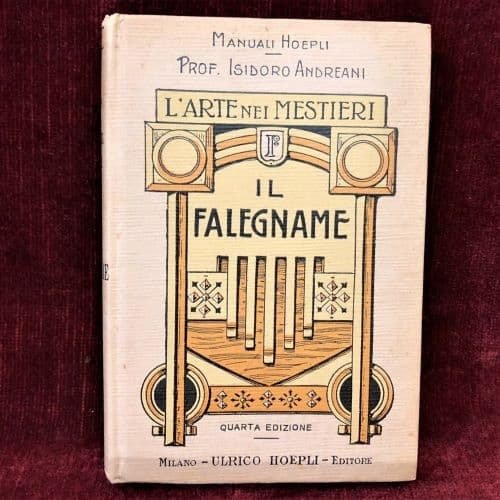 MANUALI HOEPLI
PROF. ISIDORO ANDREANI
L'ARTE NEI MESTIERI
IL
FALEGNAME
QUARTA EDIZIONE
MILANO - ULRICO HOEPLI - EDITORE